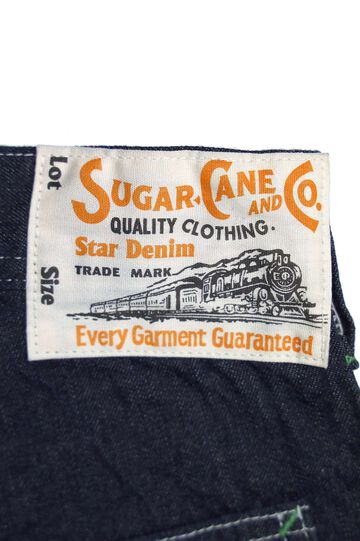 Lot
SUGAR CANE AND CO.
QUALITY CLOTHING.
Star Denim
TRADE MARK
Size
Every Garment Guaranteed